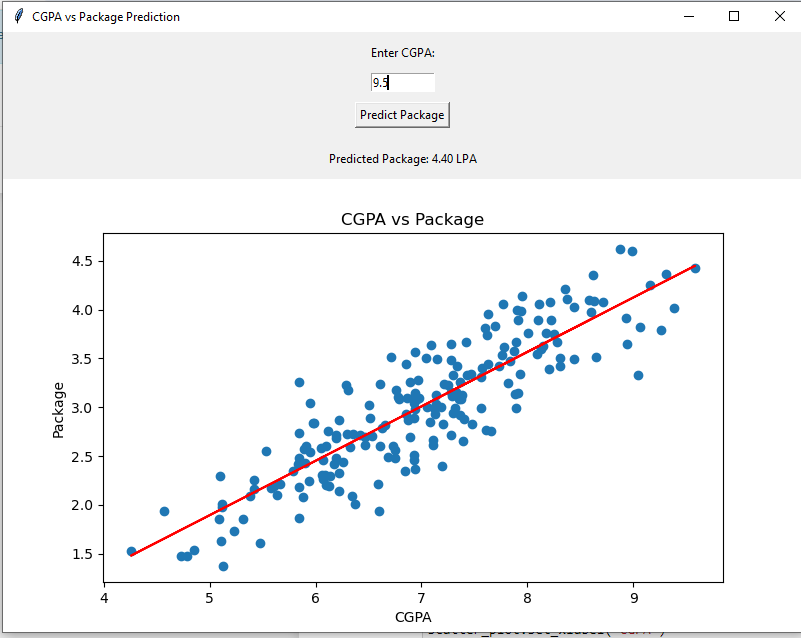 CGPA vs Package Prediction
Enter CGPA:
9.5
Predict Package
Predicted Package: 4.40 LPA
CGPA vs Package
4.5
4.0
3.5
3.0
2.5
2.0
1.5
Package
4 5 6 7 8 9
CGPA